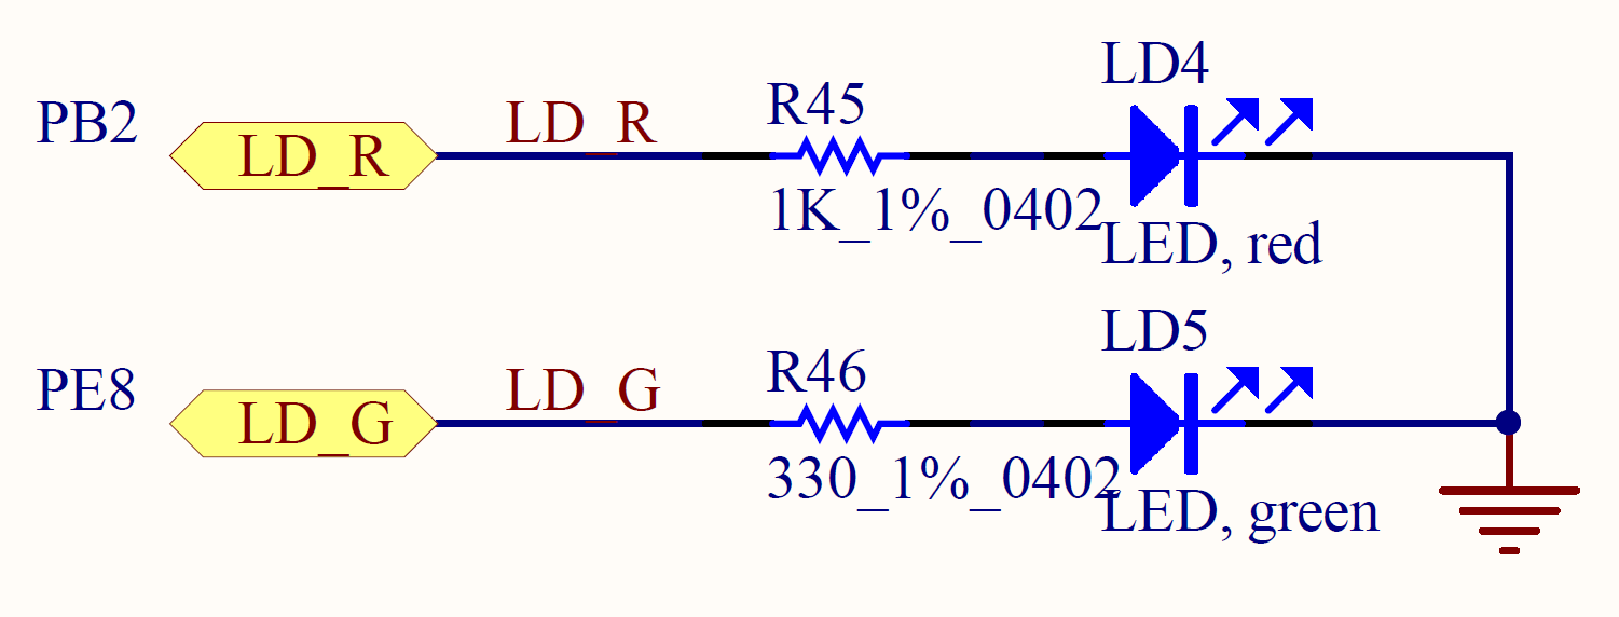 LD4
R45
PB2
LD_R
LD_R
1K_1%_0402
LED, red
LD5
R46
PE8
LD_G
LD_G
330_1%_0402
LED, green